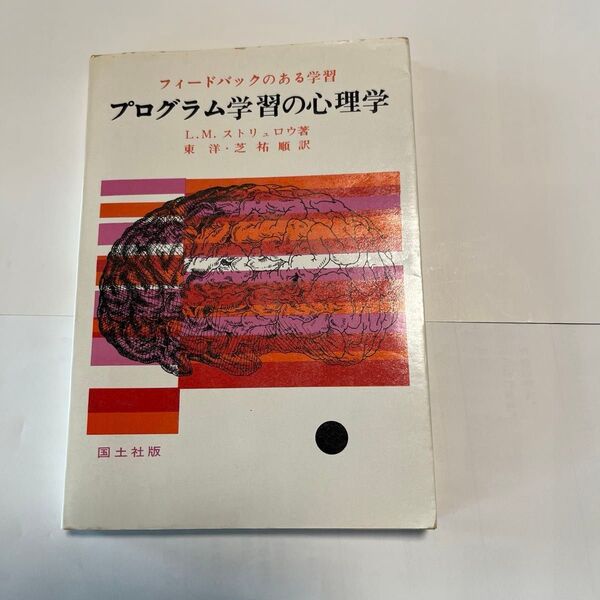 フィードバックのある学習
プログラム学習の心理学
L.M. ストリュロウ著
東 洋・芝 祐 順 訳
国土社版